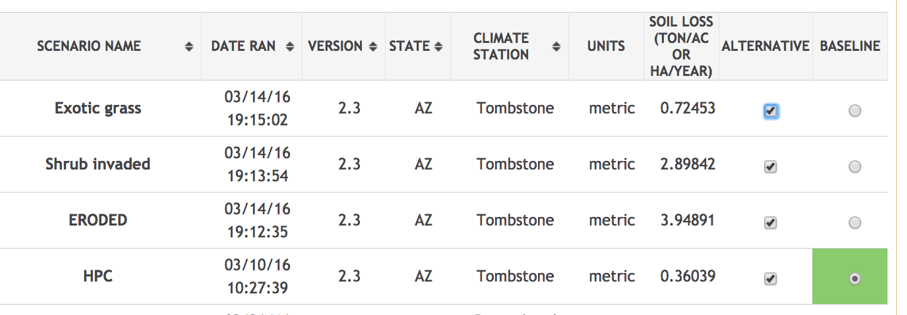 SCENARIO NAME DATE RAN VERSION STATE CLIMATE STATION UNITS SOIL LOSS (TON/AC OR HA/YEAR) ALTERNATIVE BASELINE
Exotic grass 03/14/16 19:15:02 2.3 AZ Tombstone metric 0.72453
Shrub invaded 03/14/16 19:13:54 2.3 AZ Tombstone metric 2.89842
ERODED 03/14/16 19:12:35 2.3 AZ Tombstone metric 3.94891
HPC 03/10/16 10:27:39 2.3 AZ Tombstone metric 0.36039